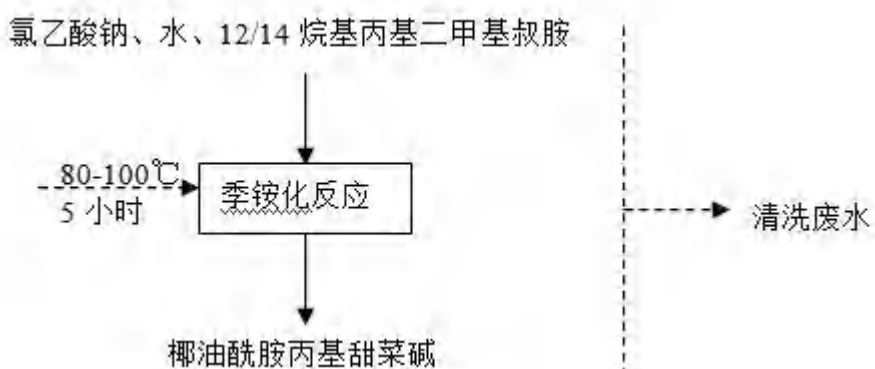 氯乙酸钠、水、12/14 烷基丙基二甲基叔胺
80-100℃
5 小时
季铵化反应
清洗废水
椰油酰胺丙基甜菜碱